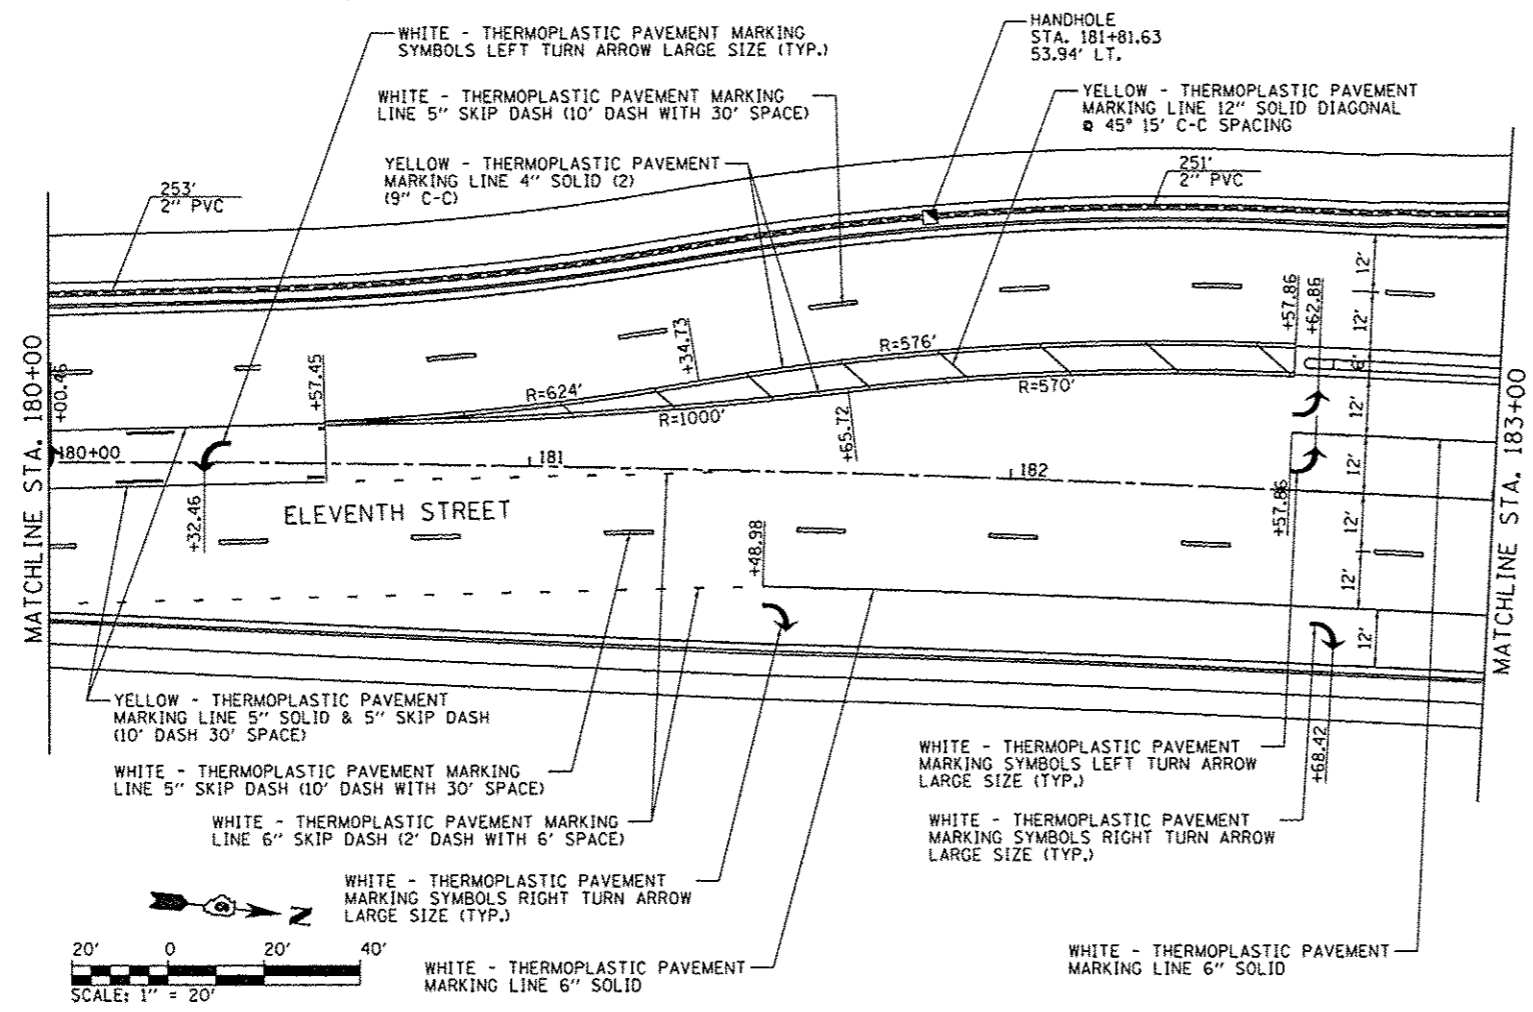 WHITE - THERMOPLASTIC PAVEMENT MARKING
SYMBOLS LEFT TURN ARROW LARGE SIZE (TYP.)
HANDHOLE
STA. 181+81.63
53.94' LT.
WHITE - THERMOPLASTIC PAVEMENT MARKING
LINE 5" SKIP DASH (10' DASH WITH 30' SPACE)
YELLOW - THERMOPLASTIC PAVEMENT
MARKING LINE 12" SOLID DIAGONAL
@ 45° 15' C-C SPACING
YELLOW - THERMOPLASTIC PAVEMENT
MARKING LINE 4" SOLID (2)
(9" C-C)
253'
2" PVC
251'
2" PVC
MATCHLINE STA. 180+00
+00.46
+57.45
+34.73
R=624'
R=576'
R=1000'
R=570'
+65.72
+57.86
+62.86
12'
12'
6'
12'
12'
12'
12'
12'
180+00
181
182
+32.46
ELEVENTH STREET
+48.98
+57.86
+68.42
MATCHLINE STA. 183+00
YELLOW - THERMOPLASTIC PAVEMENT
MARKING LINE 5" SOLID & 5" SKIP DASH
(10' DASH 30' SPACE)
WHITE - THERMOPLASTIC PAVEMENT MARKING
LINE 5" SKIP DASH (10' DASH WITH 30' SPACE)
WHITE - THERMOPLASTIC PAVEMENT MARKING
LINE 6" SKIP DASH (2' DASH WITH 6' SPACE)
WHITE - THERMOPLASTIC PAVEMENT
MARKING SYMBOLS RIGHT TURN ARROW
LARGE SIZE (TYP.)
WHITE - THERMOPLASTIC PAVEMENT
MARKING LINE 6" SOLID
WHITE - THERMOPLASTIC PAVEMENT
MARKING SYMBOLS LEFT TURN ARROW
LARGE SIZE (TYP.)
WHITE - THERMOPLASTIC PAVEMENT
MARKING SYMBOLS RIGHT TURN ARROW
LARGE SIZE (TYP.)
WHITE - THERMOPLASTIC PAVEMENT
MARKING LINE 6" SOLID
N
20' 0 20' 40'
SCALE: 1" = 20'